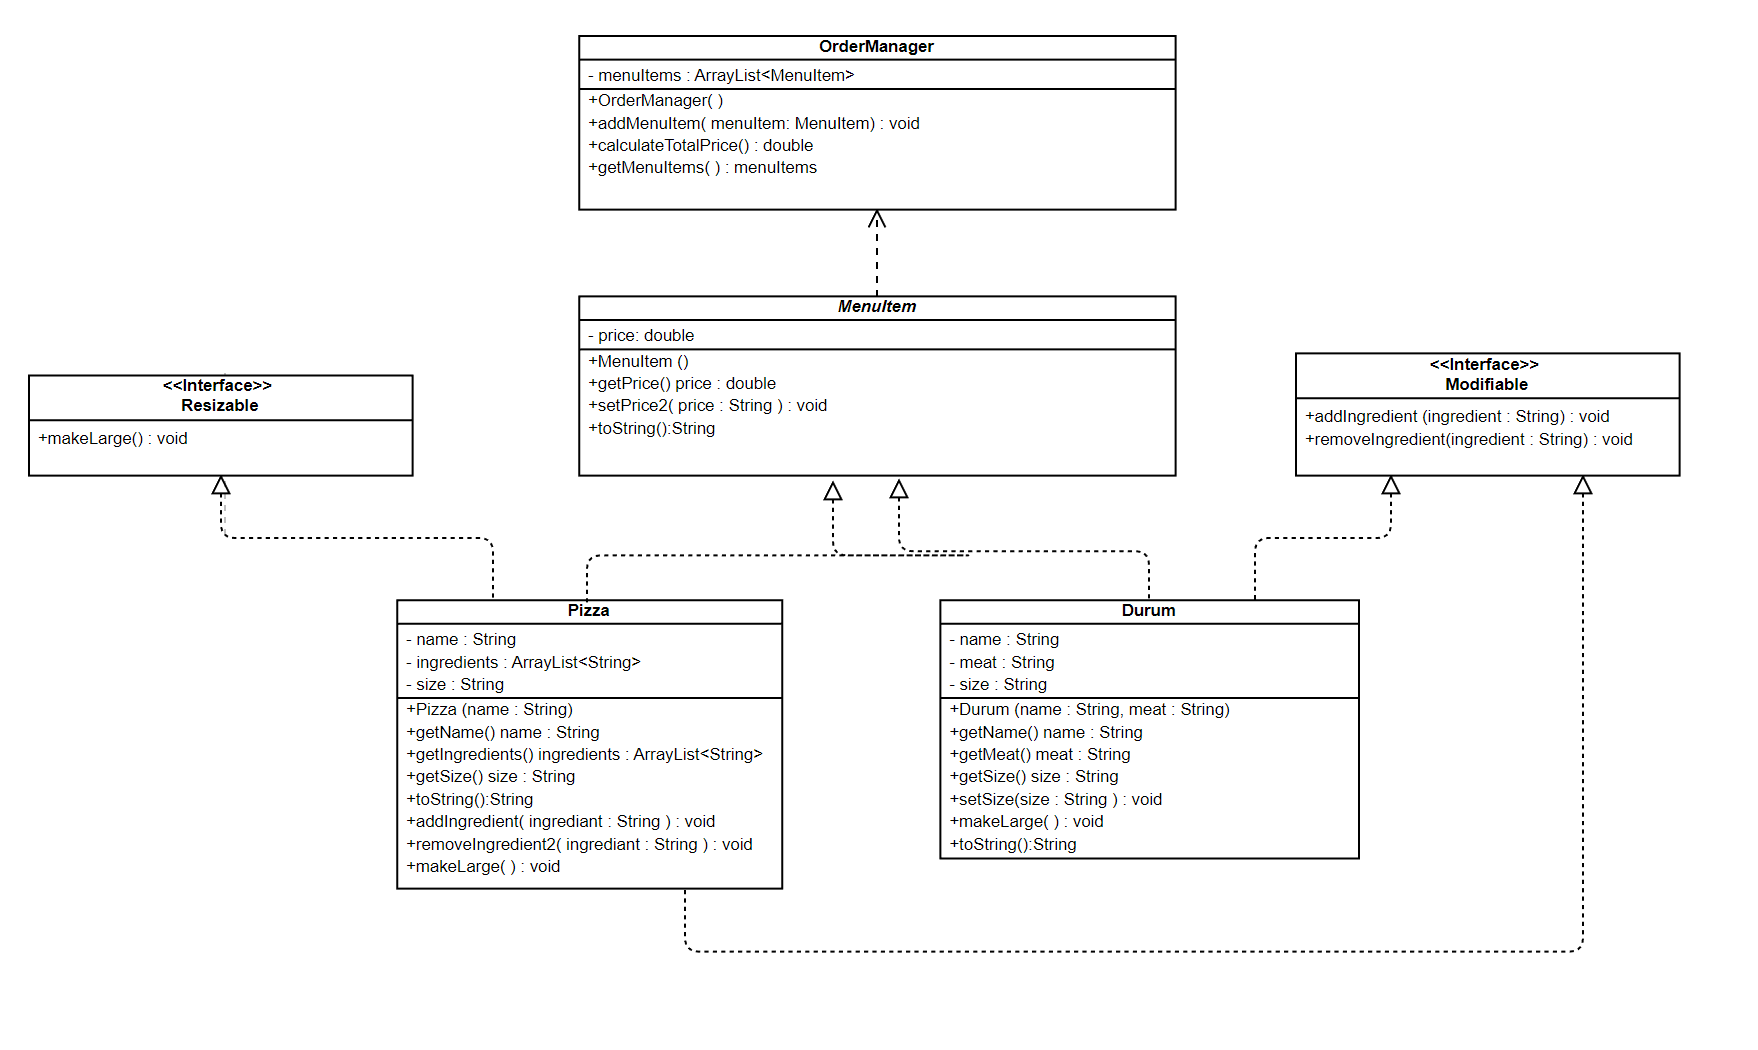 OrderManager
- menuItems : ArrayList<MenuItem>
+OrderManager( )
+addMenuItem( menuItem: MenuItem) : void
+calculateTotalPrice() : double
+getMenuItems( ) : menuItems
MenuItem
- price: double
+MenuItem ()
+getPrice() price : double
+setPrice2( price : String ) : void
+toString():String
<<Interface>>
Resizable
+makeLarge() : void
<<Interface>>
Modifiable
+addIngredient (ingredient : String) : void
+removeIngredient(ingredient : String) : void
Pizza
- name : String
- ingredients : ArrayList<String>
- size : String
+Pizza (name : String)
+getName() name : String
+getIngredients() ingredients : ArrayList<String>
+getSize() size : String
+toString():String
+addIngredient( ingrediant : String ) : void
+removeIngredient2( ingrediant : String ) : void
+makeLarge( ) : void
Durum
- name : String
- meat : String
- size : String
+Durum (name : String, meat : String)
+getName() name : String
+getMeat() meat : String
+getSize() size : String
+setSize(size : String ) : void
+makeLarge( ) : void
+toString():String